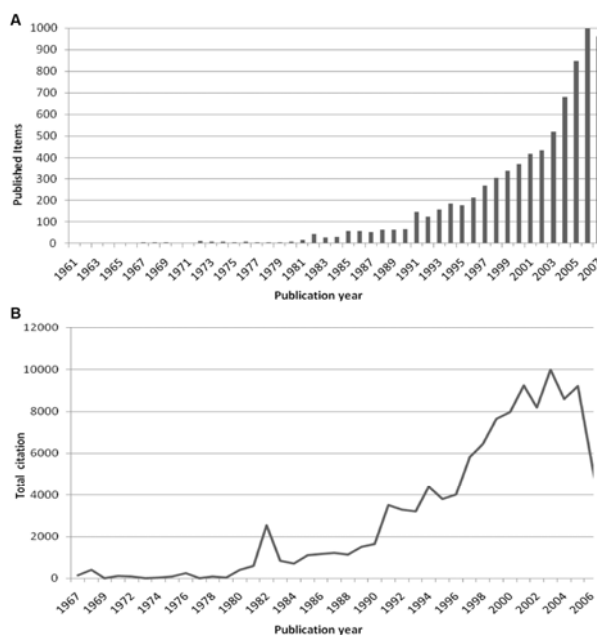 A
1000
900
800
700
600
500
400
300
200
100
0
Published Items
1961 1963 1965 1967 1969 1971 1973 1975 1977 1979 1981 1983 1985 1987 1989 1991 1993 1995 1997 1999 2001 2003 2005 2007
Publication year
B
12000
10000
8000
6000
4000
2000
0
Total citation
1967 1969 1972 1974 1976 1978 1980 1982 1984 1986 1988 1990 1992 1994 1996 1998 2000 2002 2004 2006
Publication year